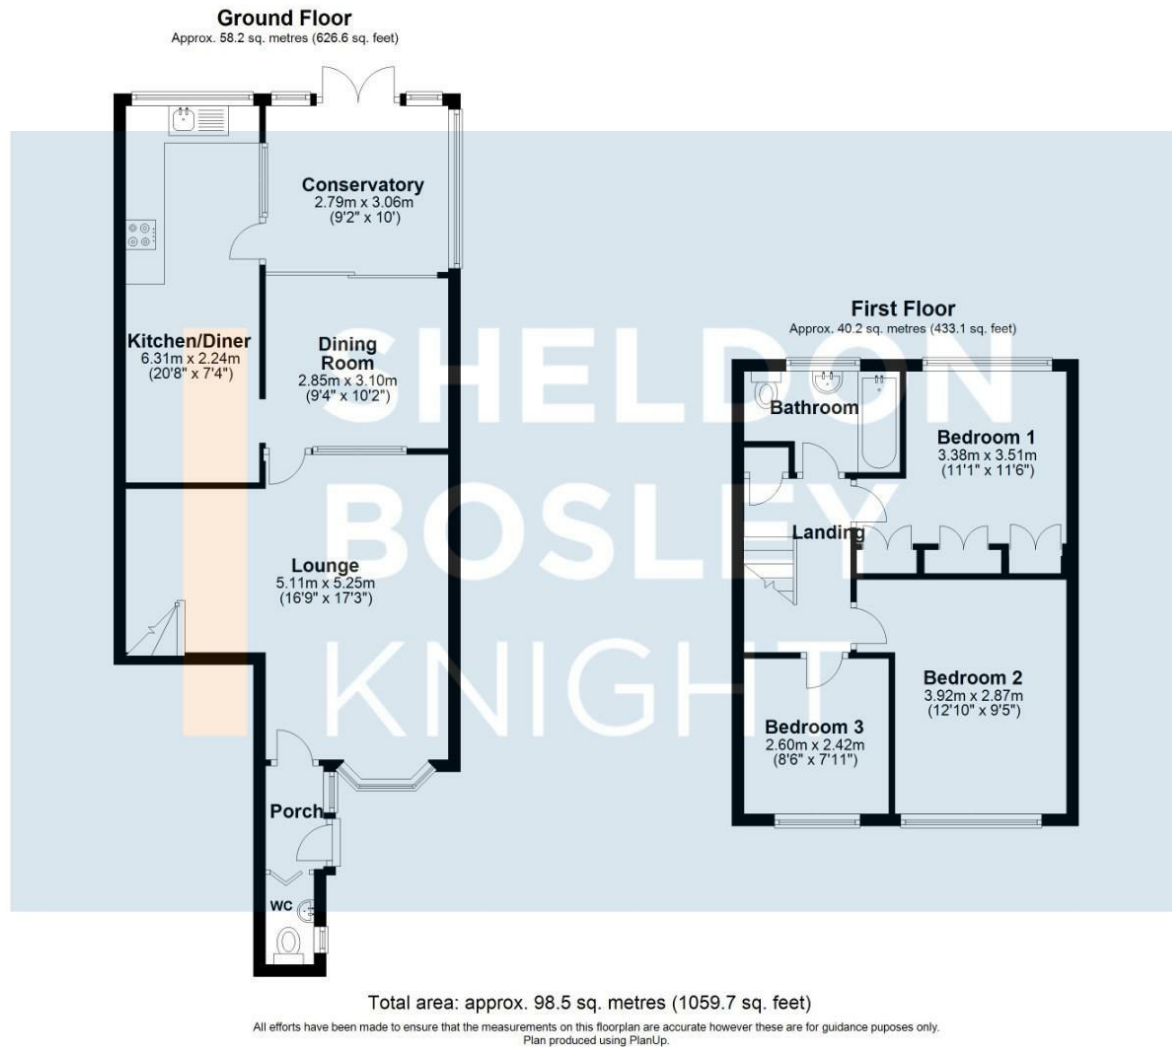 Ground Floor
Approx. 58.2 sq. metres (626.6 sq. feet)
Conservatory
2.79m x 3.06m
(9'2" x 10')
Kitchen/Diner
6.31m x 2.24m
(20'8" x 7'4")
Dining
Room
2.85m x 3.10m
(9'4" x 10'2")
Lounge
5.11m x 5.25m
(16'9" x 17'3")
Porch
WC
First Floor
Approx. 40.2 sq. metres (433.1 sq. feet)
Bathroom
Bedroom 1
3.38m x 3.51m
(11'1" x 11'6")
Landing
Bedroom 2
3.92m x 2.87m
(12'10" x 9'5")
Bedroom 3
2.60m x 2.42m
(8'6" x 7'11")
SHELDON
BOSLEY
KNIGHT
Total area: approx. 98.5 sq. metres (1059.7 sq. feet)
All efforts have been made to ensure that the measurements on this floorplan are accurate however these are for guidance puposes only.
Plan produced using PlanUp.